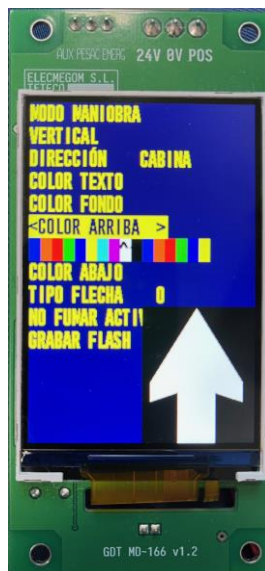 AUX PESAC EMERG 24V 0V POS
ELECMEGOM S.L.
MODO MANIOBRA
VERTICAL
DIRECCIÓN CABINA
COLOR TEXTO
COLOR FONDO
<COLOR ARRIBA >
^
COLOR ABAJO
TIPO FLECHA 0
NO FUMAR ACTI
GRABAR FLASH
GDT MD-166 v1.2